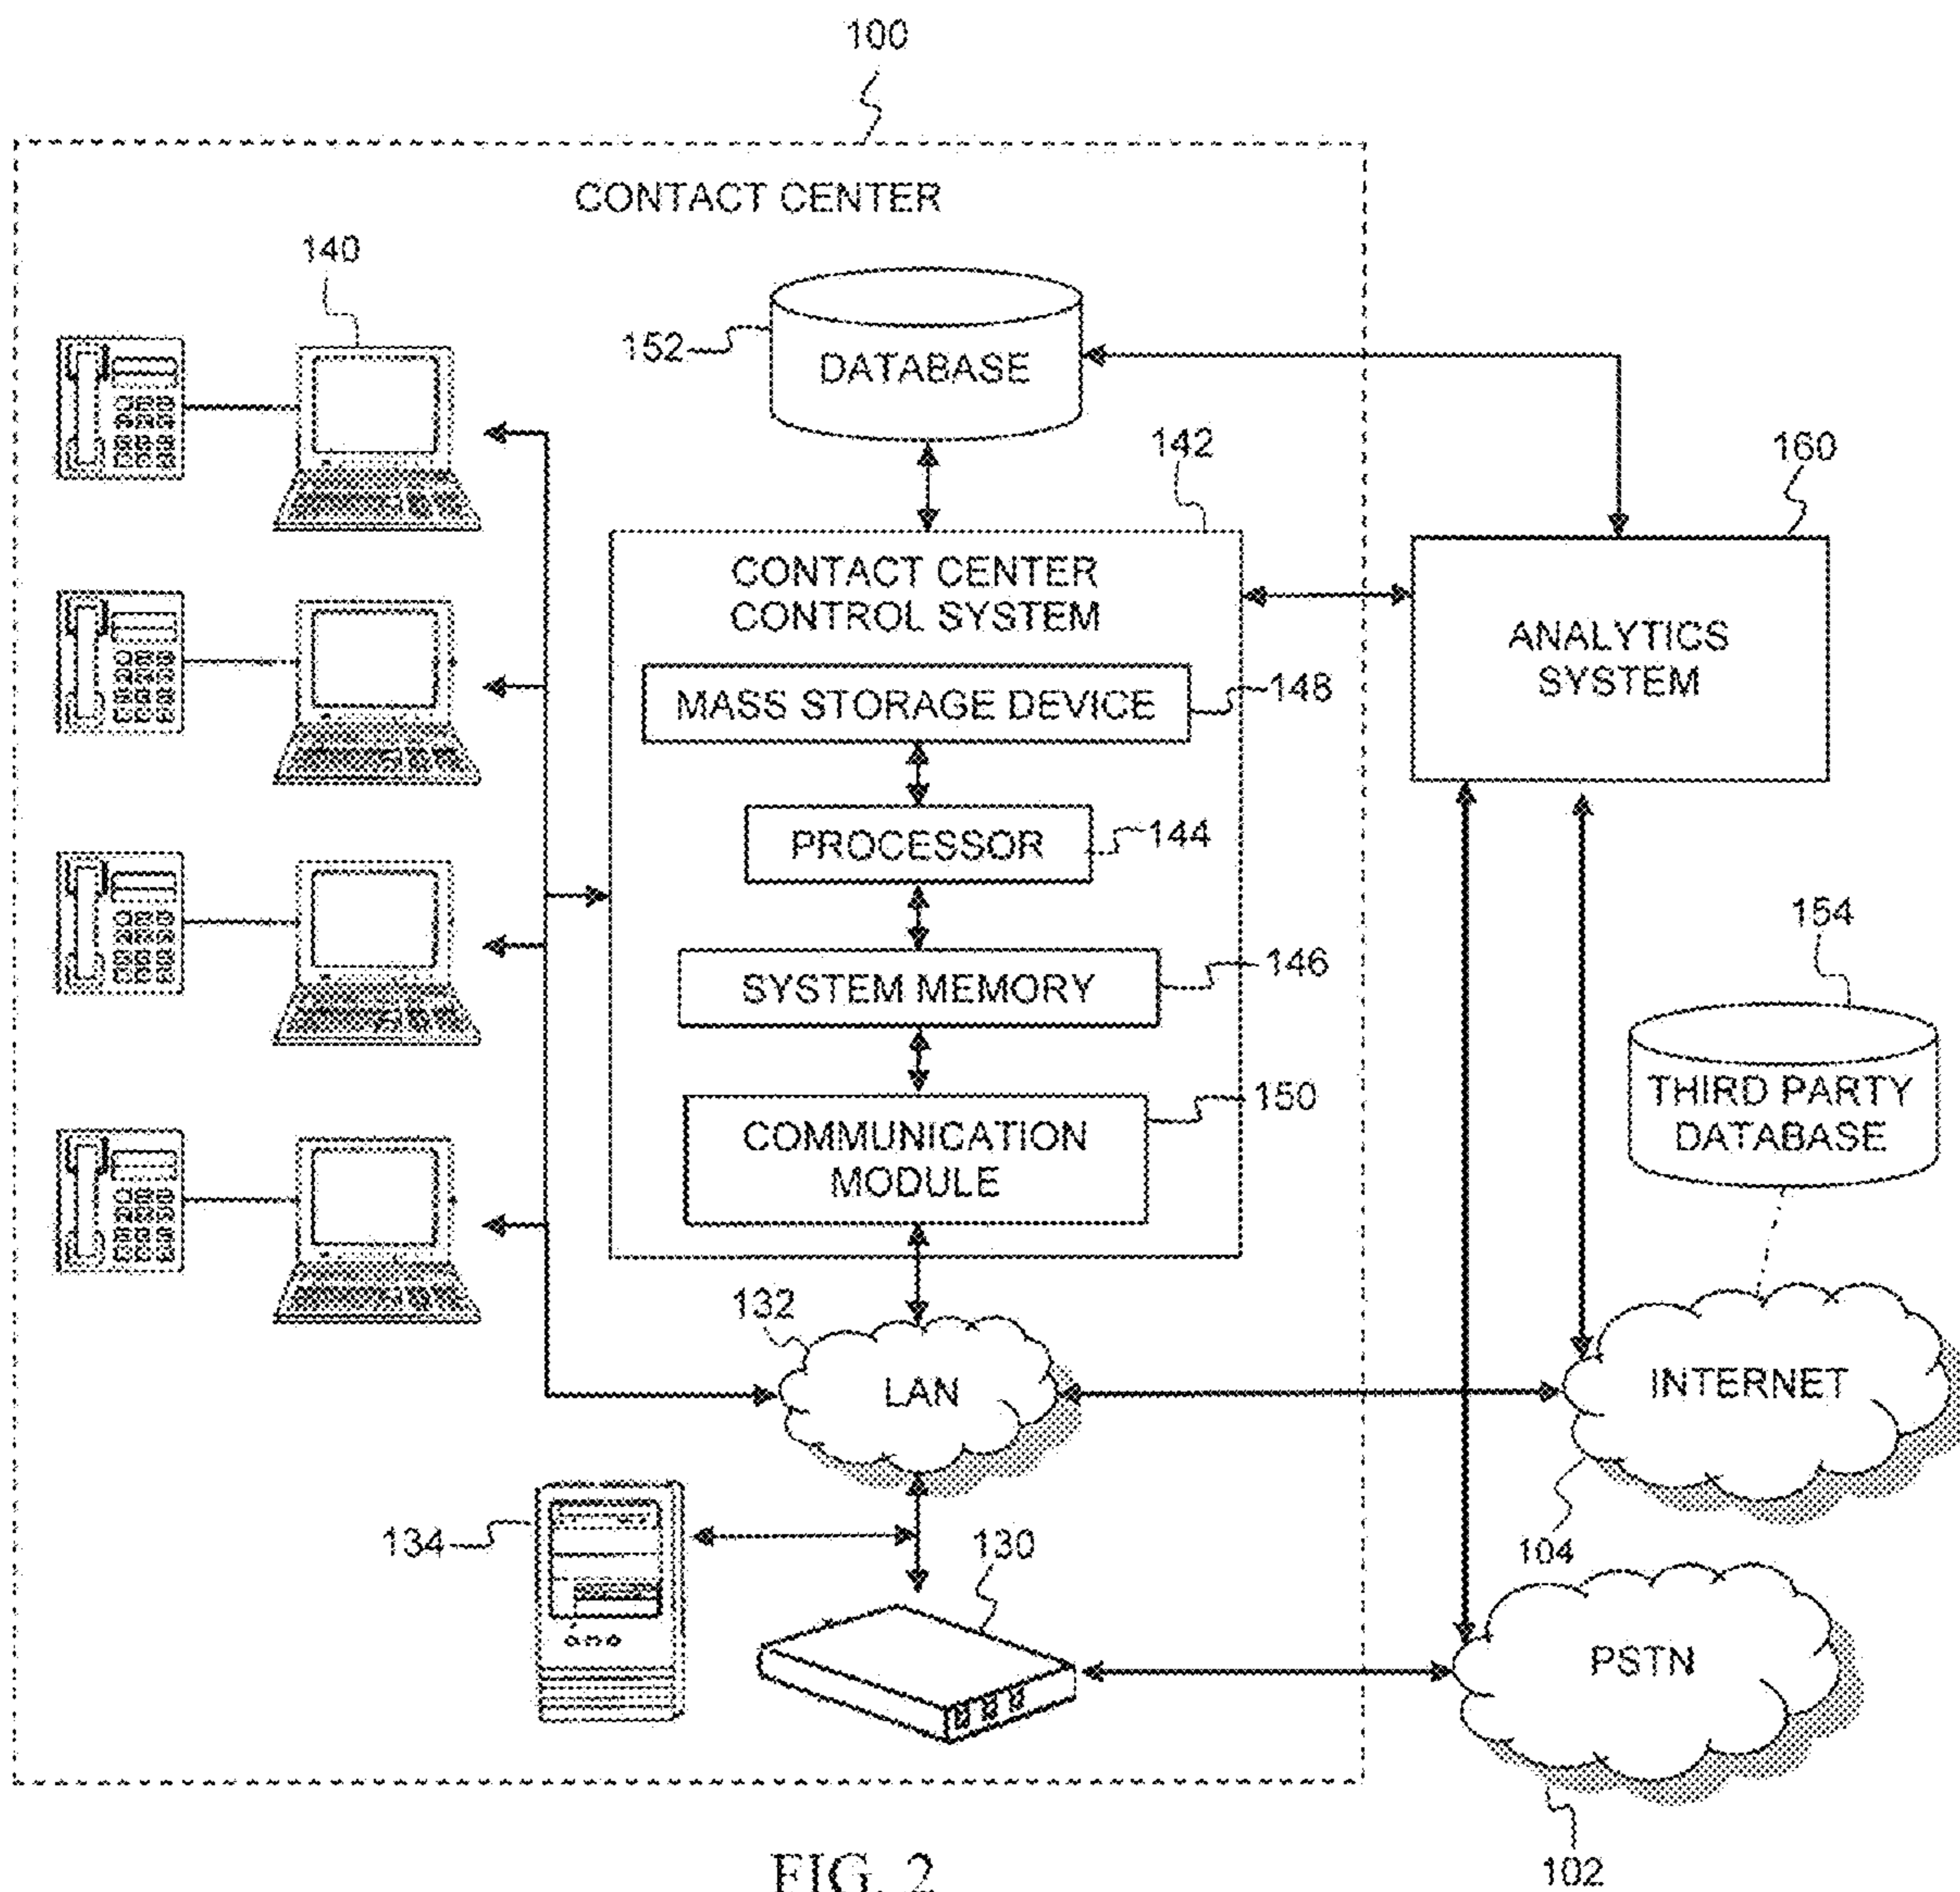 100
CONTACT CENTER
140
152
DATABASE
142
160
CONTACT CENTER
CONTROL SYSTEM
ANALYTICS
SYSTEM
MASS STORAGE DEVICE
148
PROCESSOR
144
154
SYSTEM MEMORY
146
THIRD PARTY
DATABASE
COMMUNICATION
MODULE
150
132
LAN
INTERNET
134
130
104
PSTN
102
FIG. 2